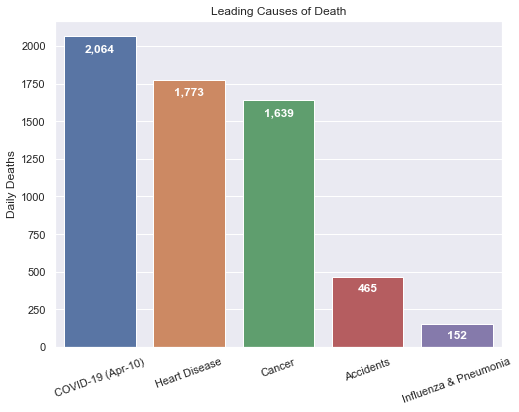 Leading Causes of Death
Daily Deaths
2000
1750
1500
1250
1000
750
500
250
0
2,064
1,773
1,639
465
152
COVID-19 (Apr-10)
Heart Disease
Cancer
Accidents
Influenza & Pneumonia